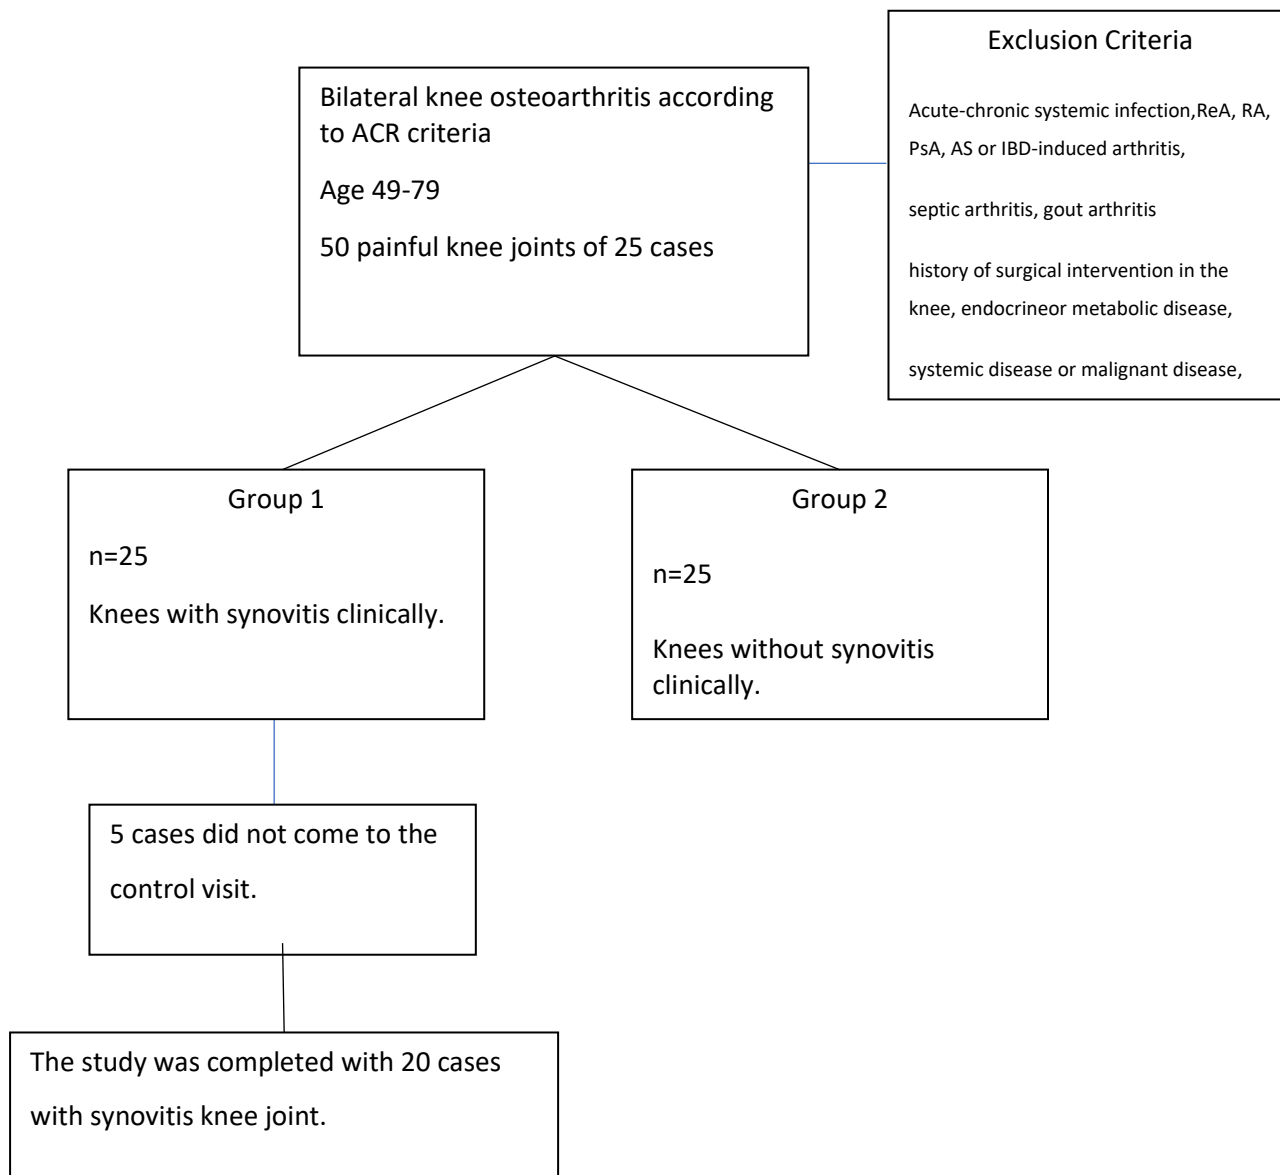 Exclusion Criteria
Acute-chronic systemic infection,ReA, RA,
PsA, AS or IBD-induced arthritis,
septic arthritis, gout arthritis
history of surgical intervention in the
knee, endocrineor metabolic disease,
systemic disease or malignant disease,
Bilateral knee osteoarthritis according
to ACR criteria
Age 49-79
50 painful knee joints of 25 cases
Group 1
n=25
Knees with synovitis clinically.
Group 2
n=25
Knees without synovitis
clinically.
5 cases did not come to the
control visit.
The study was completed with 20 cases
with synovitis knee joint.